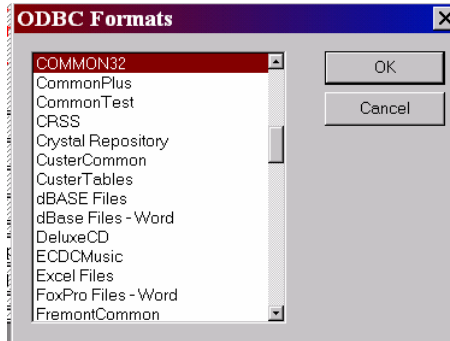 ODBC Formats
COMMON32
CommonPlus
CommonTest
CRSS
Crystal Repository
CusterCommon
CusterTables
dBASE Files
dBase Files - Word
DeluxeCD
ECDCMusic
Excel Files
FoxPro Files - Word
FremontCommon
OK
Cancel